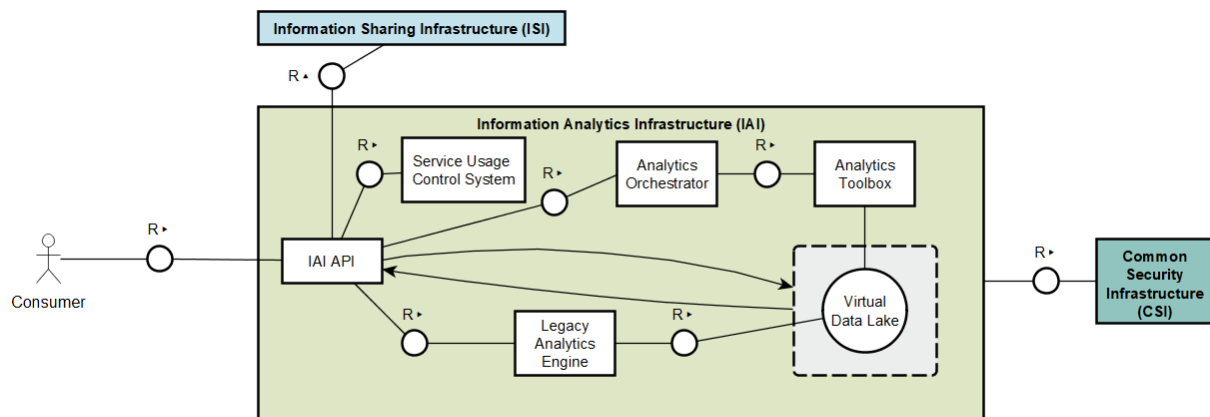 Information Sharing Infrastructure (ISI)
R ▲
Information Analytics Infrastructure (IAI)
R ►
Service Usage
Control System
R ►
Analytics
Orchestrator
R ►
Analytics
Toolbox
R ►
Consumer
IAI API
R ►
Common
Security
Infrastructure
(CSI)
Virtual
Data Lake
R ►
Legacy
Analytics
Engine
R ►